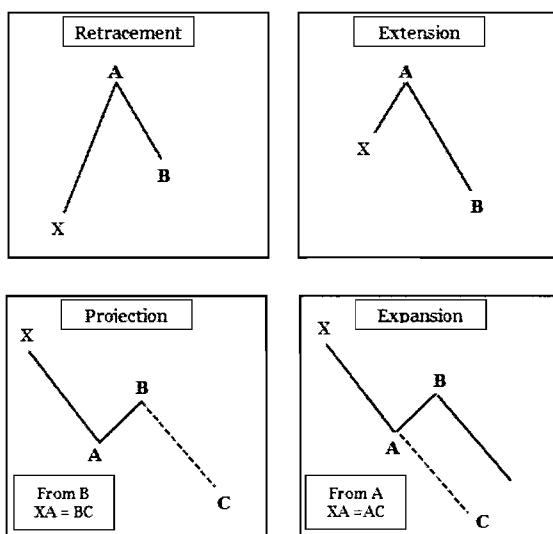 Retracement
A
B
X
Extension
A
X
B
Projection
X
B
A
C
From B
XA = BC
Expansion
X
B
A
C
From A
XA = AC